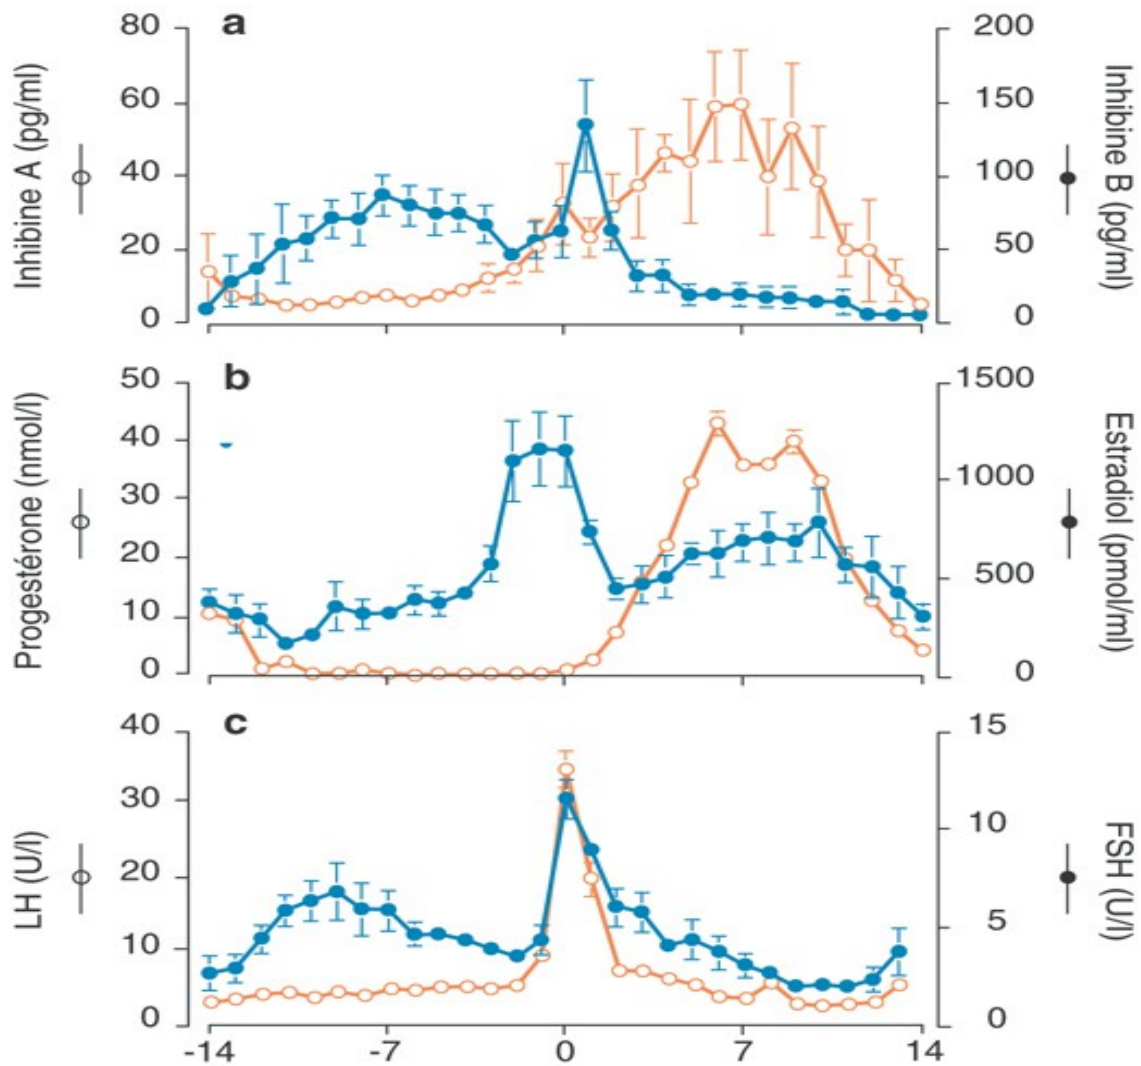 a
Inhibine A (pg/ml)
80
60
40
20
0
200
150
100
50
0
Inhibine B (pg/ml)
b
Progestérone (nmol/l)
50
40
30
20
10
0
1500
1000
500
0
Estradiol (pmol/ml)
c
LH (U/l)
40
30
20
10
0
15
10
5
0
FSH (U/l)
-14 -7 0 7 14